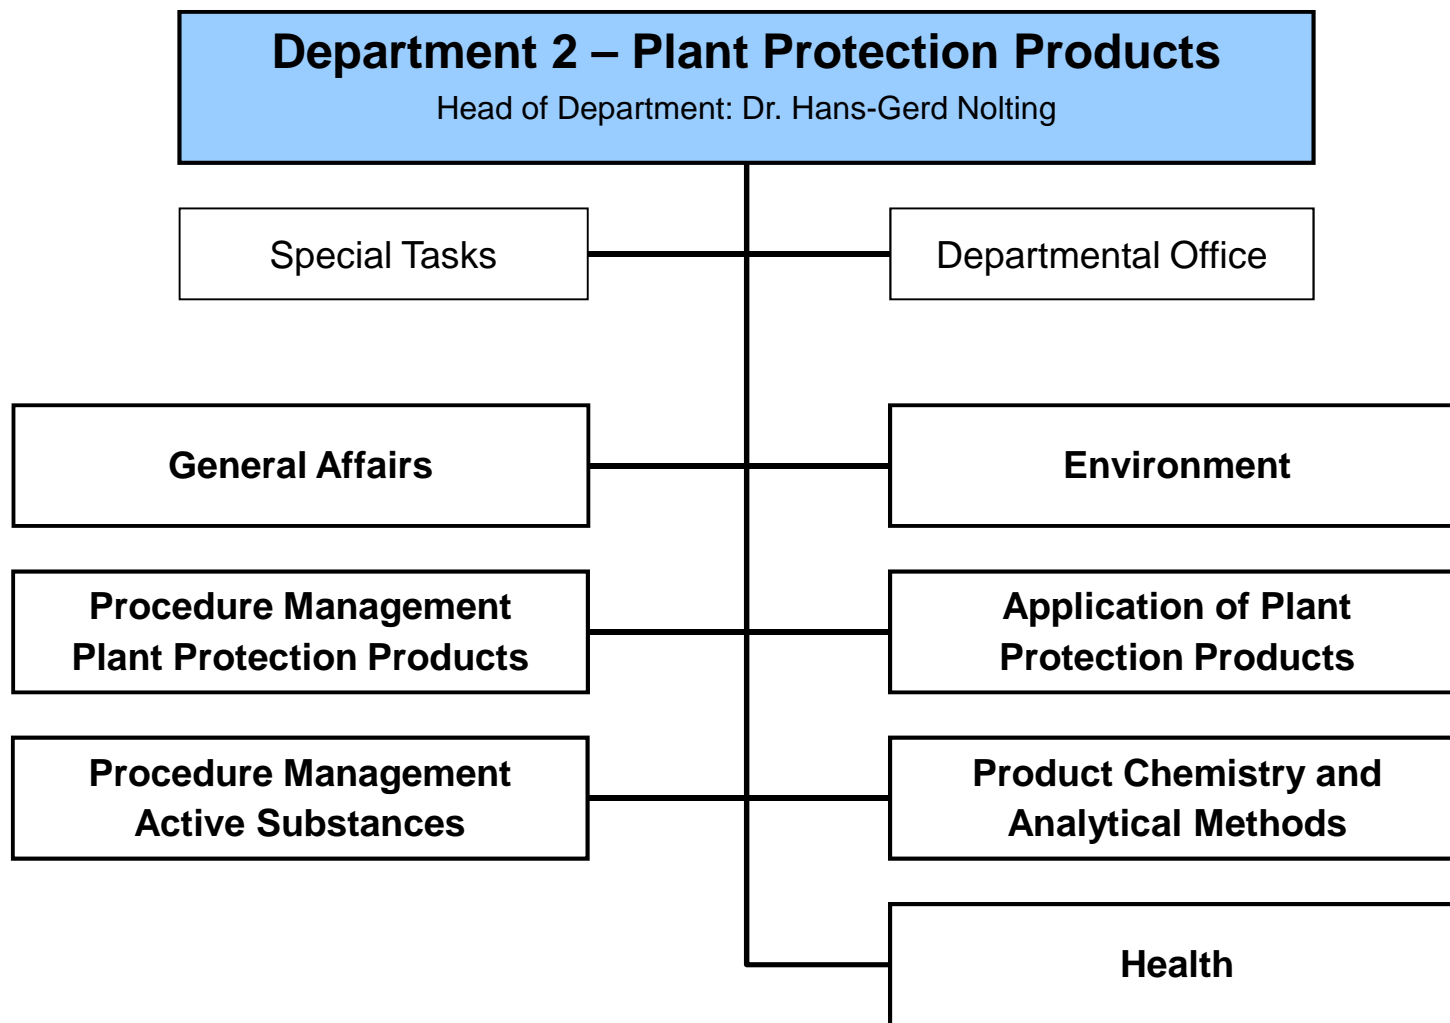 Department 2 – Plant Protection Products
Head of Department: Dr. Hans-Gerd Nolting
Special Tasks
Departmental Office
General Affairs
Environment
Procedure Management
Plant Protection Products
Application of Plant
Protection Products
Procedure Management
Active Substances
Product Chemistry and
Analytical Methods
Health